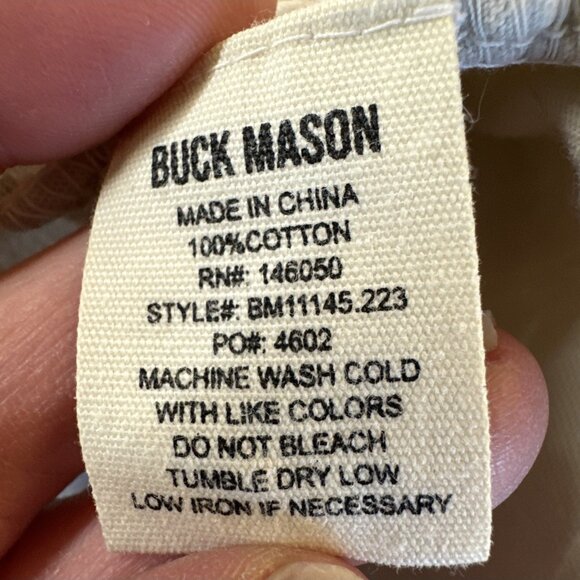 BUCK MASON
MADE IN CHINA
100%COTTON
RN#: 146050
STYLE#: BM11145.223
PO#: 4602
MACHINE WASH COLD
WITH LIKE COLORS
DO NOT BLEACH
TUMBLE DRY LOW
LOW IRON IF NECESSARY